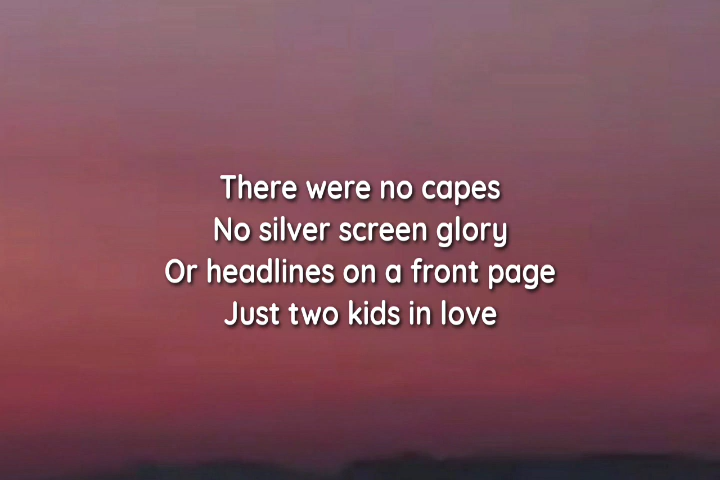 There were no capes
No silver screen glory
Or headlines on a front page
Just two kids in love